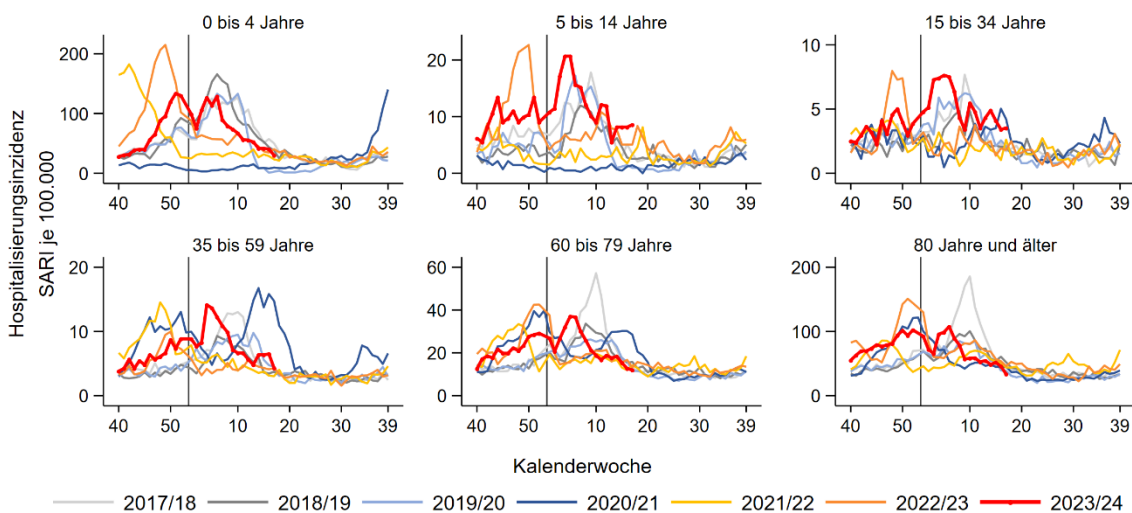 0 bis 4 Jahre
5 bis 14 Jahre
15 bis 34 Jahre
Hospitalisierungsinzidenz
SARI je 100.000
200
100
0
40 50 10 20 30 39
20
10
0
40 50 10 20 30 39
10
5
0
40 50 10 20 30 39
35 bis 59 Jahre
60 bis 79 Jahre
80 Jahre und älter
20
10
0
40 50 10 20 30 39
60
40
20
0
40 50 10 20 30 39
200
100
0
40 50 10 20 30 39
Kalenderwoche
2017/18 2018/19 2019/20 2020/21 2021/22 2022/23 2023/24